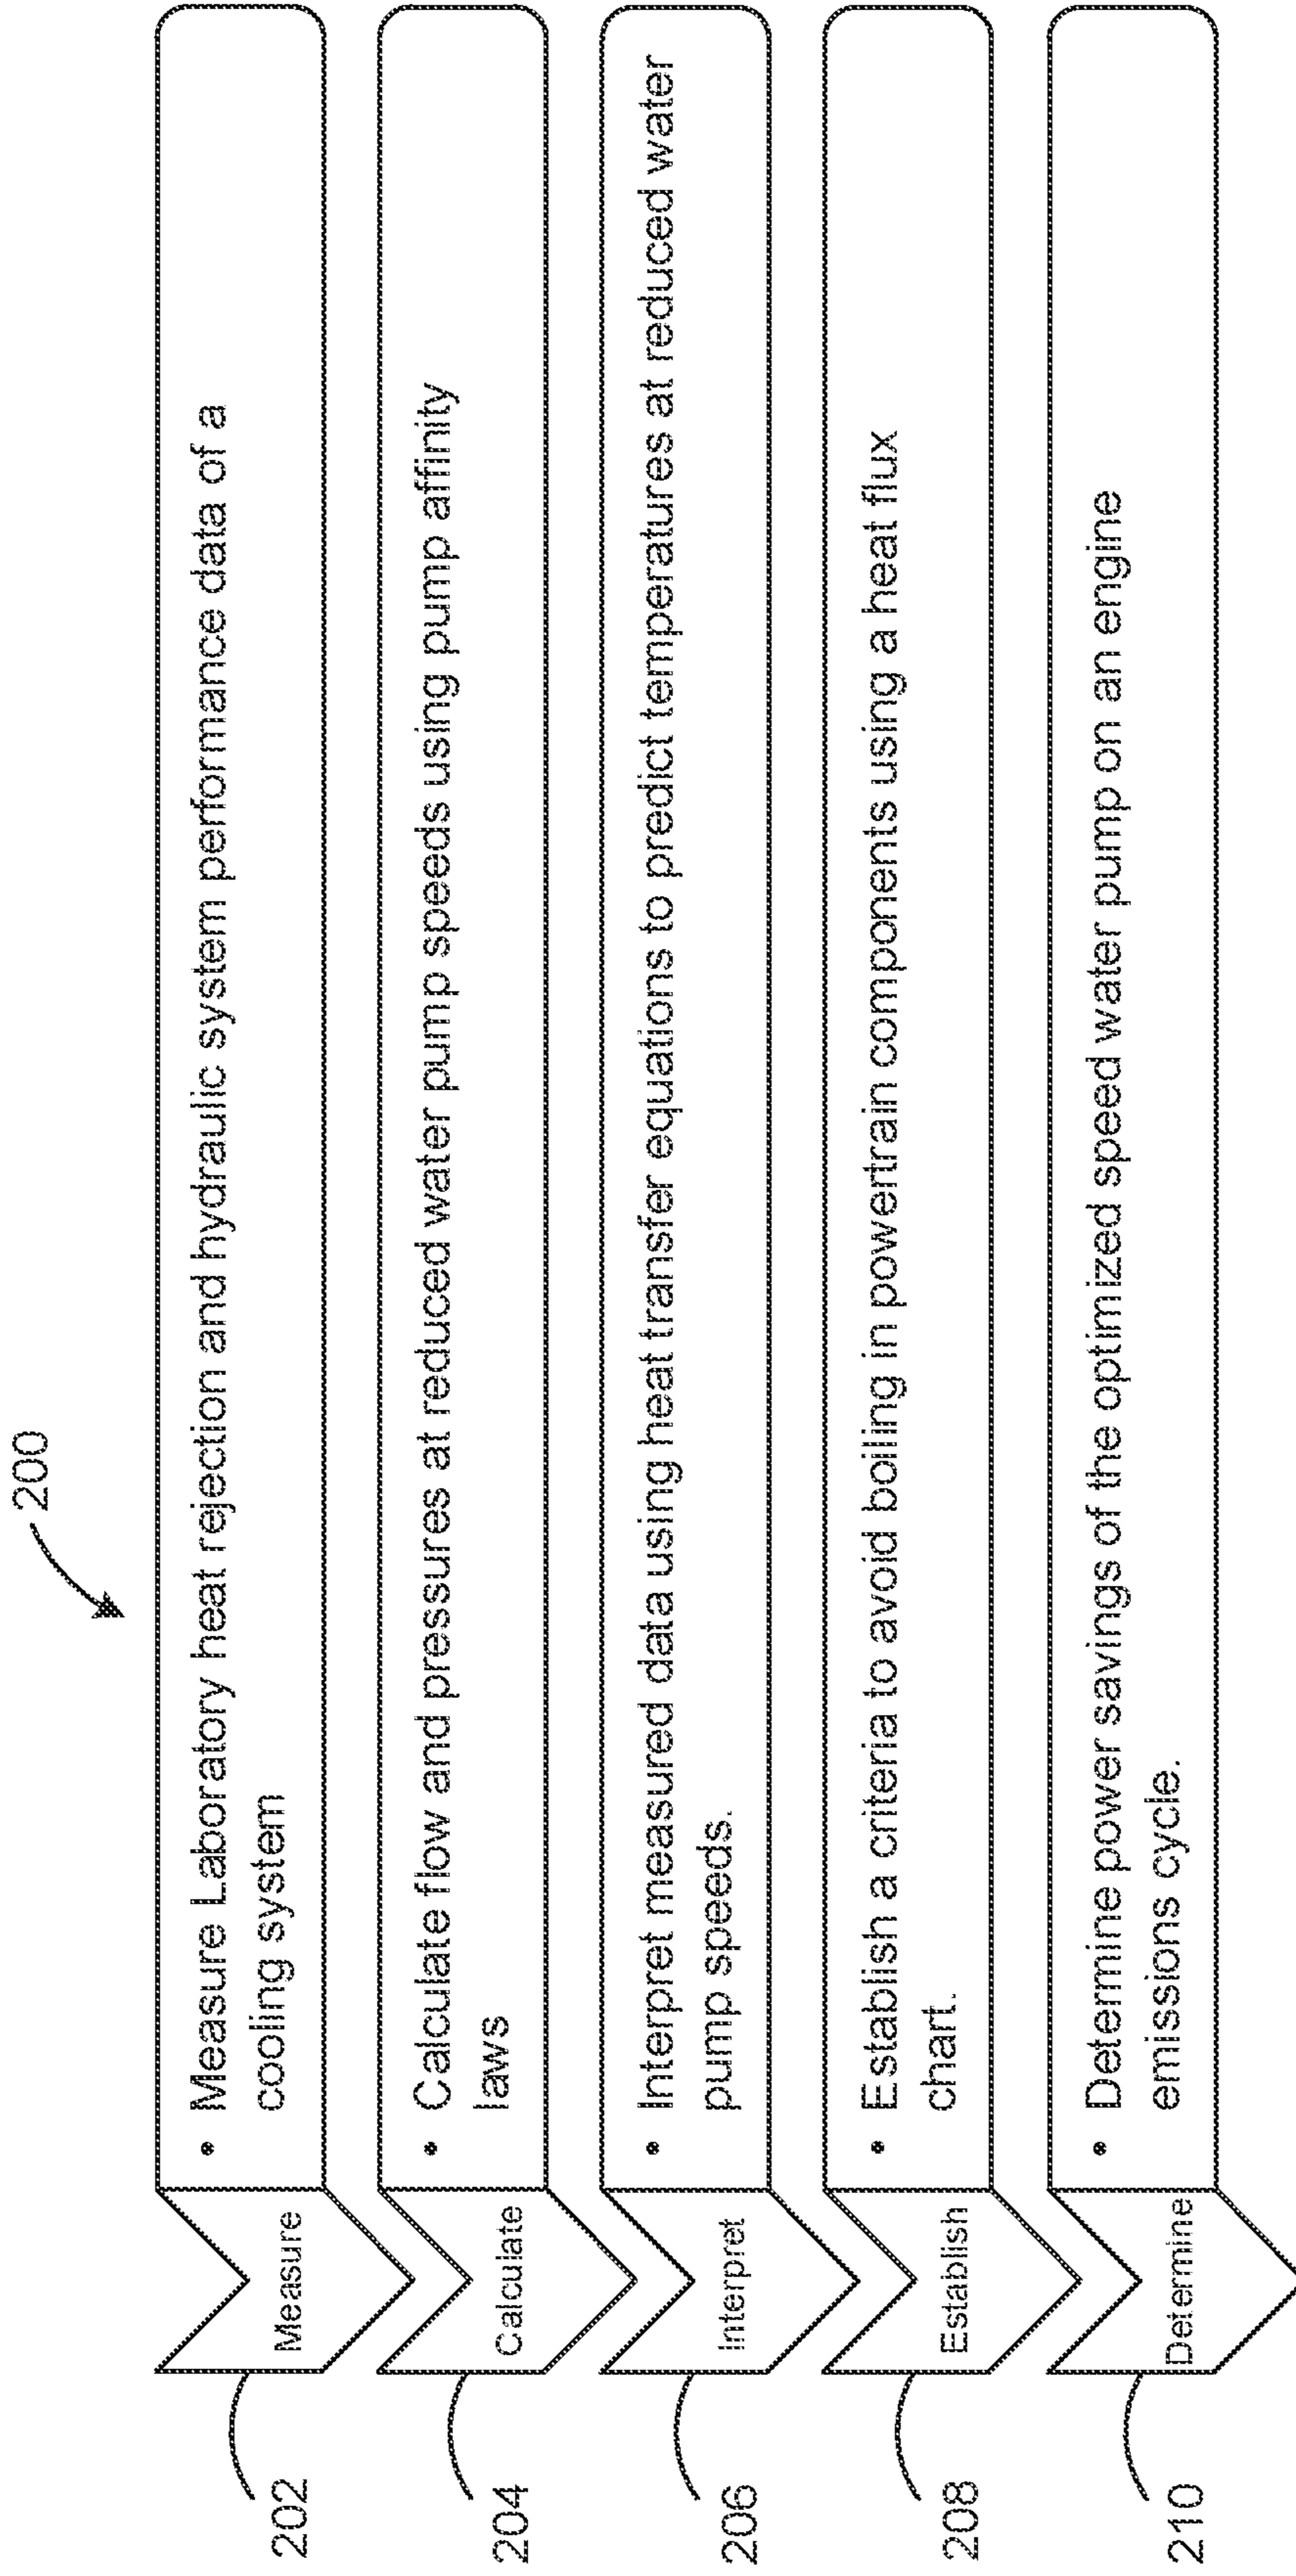 200
202
Measure
• Measure Laboratory heat rejection and hydraulic system performance data of a
cooling system
204
Calculate
• Calculate flow and pressures at reduced water pump speeds using pump affinity
laws
206
Interpret
• Interpret measured data using heat transfer equations to predict temperatures at reduced water
pump speeds.
208
Establish
• Establish a criteria to avoid boiling in powertrain components using a heat flux
chart.
210
Determine
• Determine power savings of the optimized speed water pump on an engine
emissions cycle.